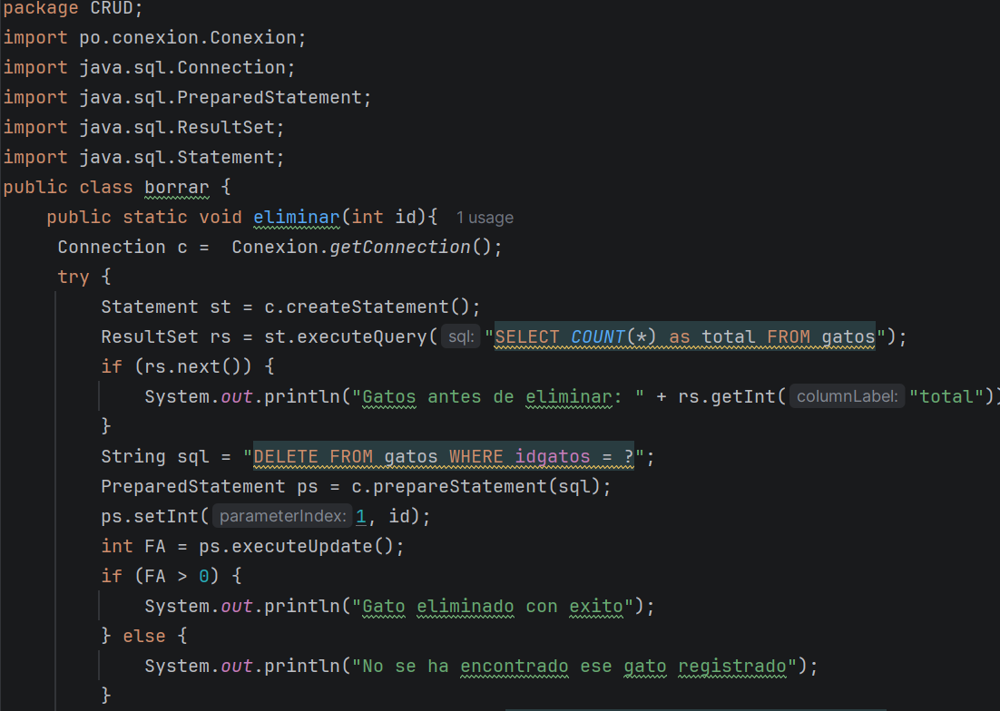 package CRUD;
import po.conexion.Conexion;
import java.sql.Connection;
import java.sql.PreparedStatement;
import java.sql.ResultSet;
import java.sql.Statement;
public class borrar {
public static void eliminar(int id){ 1 usage
Connection c = Conexion.getConnection();
try {
Statement st = c.createStatement();
ResultSet rs = st.executeQuery( sql: "SELECT COUNT(*) as total FROM gatos");
if (rs.next()) {
System.out.println("Gatos antes de eliminar: " + rs.getInt( columnLabel: "total"))
}
String sql = "DELETE FROM gatos WHERE idgatos = ?";
PreparedStatement ps = c.prepareStatement(sql);
ps.setInt( parameterIndex: 1, id);
int FA = ps.executeUpdate();
if (FA > 0) {
System.out.println("Gato eliminado con exito");
} else {
System.out.println("No se ha encontrado ese gato registrado");
}